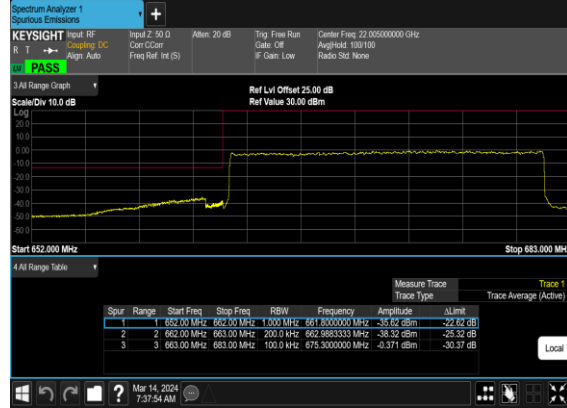 Spectrum Analyzer 1
Spurious Emissions
+
KEYSIGHT Input: RF Input Z: 50 Ω Atten: 20 dB Trig: Free Run Center Freq: 22.005000000 GHz
R T Coupling: DC Corr CCorr Gate: Off Avg|Hold: 100/100
Align: Auto Freq Ref: Int (S) IF Gain: Low Radio Std: None
LW PASS
3 All Range Graph
Ref Lvl Offset 25.00 dB
Scale/Div 10.0 dB Ref Value 30.00 dBm
Log
20.0
10.0
0.00
-10.0
-20.0
-30.0
-40.0
-50.0
-60.0
Start 652.000 MHz Stop 683.000 MH
4 All Range Table
Measure Trace Trace 1
Trace Type Trace Average (Active)
Spur Range Start Freq Stop Freq RBW Frequency Amplitude ΔLimit
1 1 652.00 MHz 662.00 MHz 1.000 MHz 661.8000000 MHz -35.62 dBm -22.62 dB
2 2 662.00 MHz 663.00 MHz 200.0 kHz 662.9883333 MHz -38.32 dBm -25.32 dB
3 3 663.00 MHz 683.00 MHz 100.0 kHz 675.3000000 MHz -0.371 dBm -30.37 dB
Local
? Mar 14, 2024
7:37:54 AM